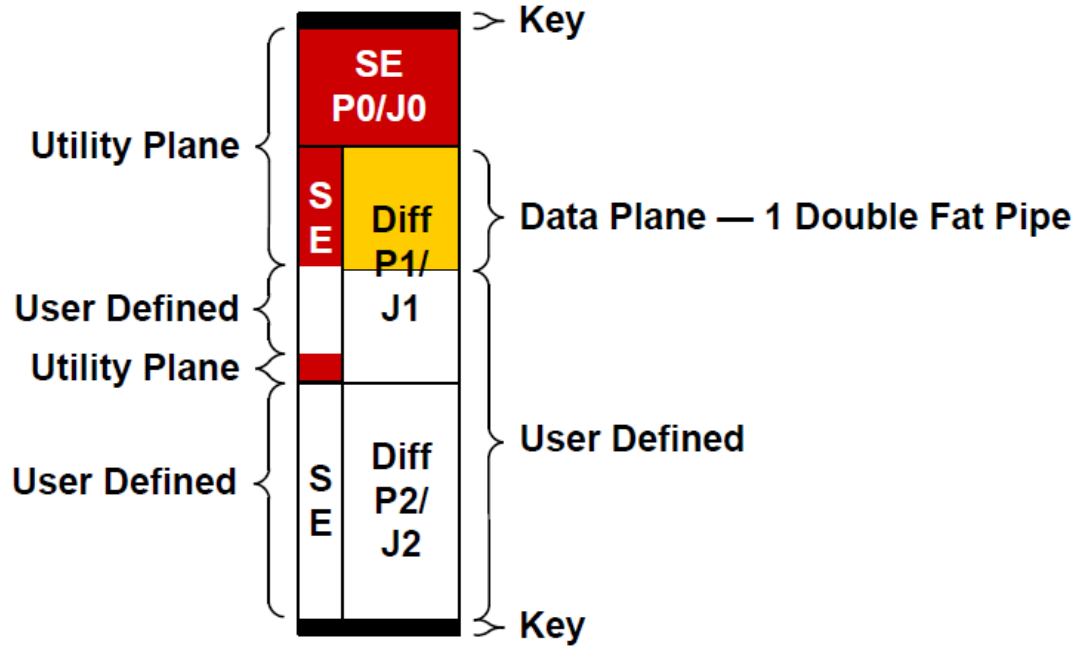 Key
SE
P0/J0
Utility Plane
S
E
Diff
P1/
J1
Data Plane — 1 Double Fat Pipe
User Defined
Utility Plane
User Defined
S
E
Diff
P2/
J2
User Defined
Key